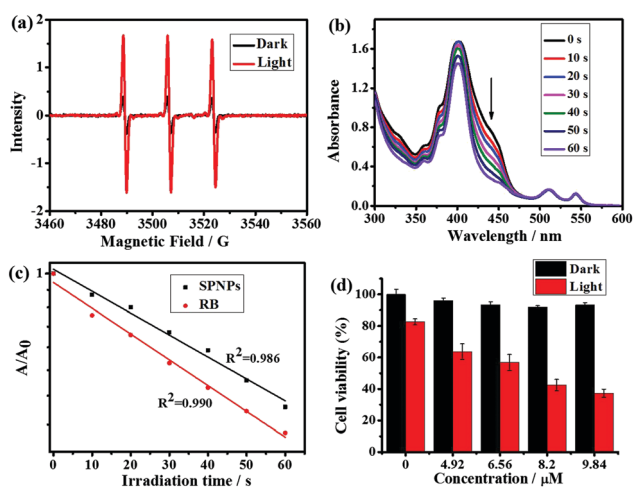 (a)
Dark
Light
Intensity
2
1
0
-1
-2
3460 3480 3500 3520 3540 3560
Magnetic Field / G
(b)
0 s
10 s
20 s
30 s
40 s
50 s
60 s
Absorbance
1.6
1.2
0.8
0.4
0.0
300 350 400 450 500 550 600
Wavelength / nm
(c)
SPNPs
RB
A/A0
1
R2=0.986
R2=0.990
0 10 20 30 40 50 60
Irradiation time / s
(d)
Dark
Light
Cell viability (%)
120
100
80
60
40
20
0
0 4.92 6.56 8.2 9.84
Concentration / μM